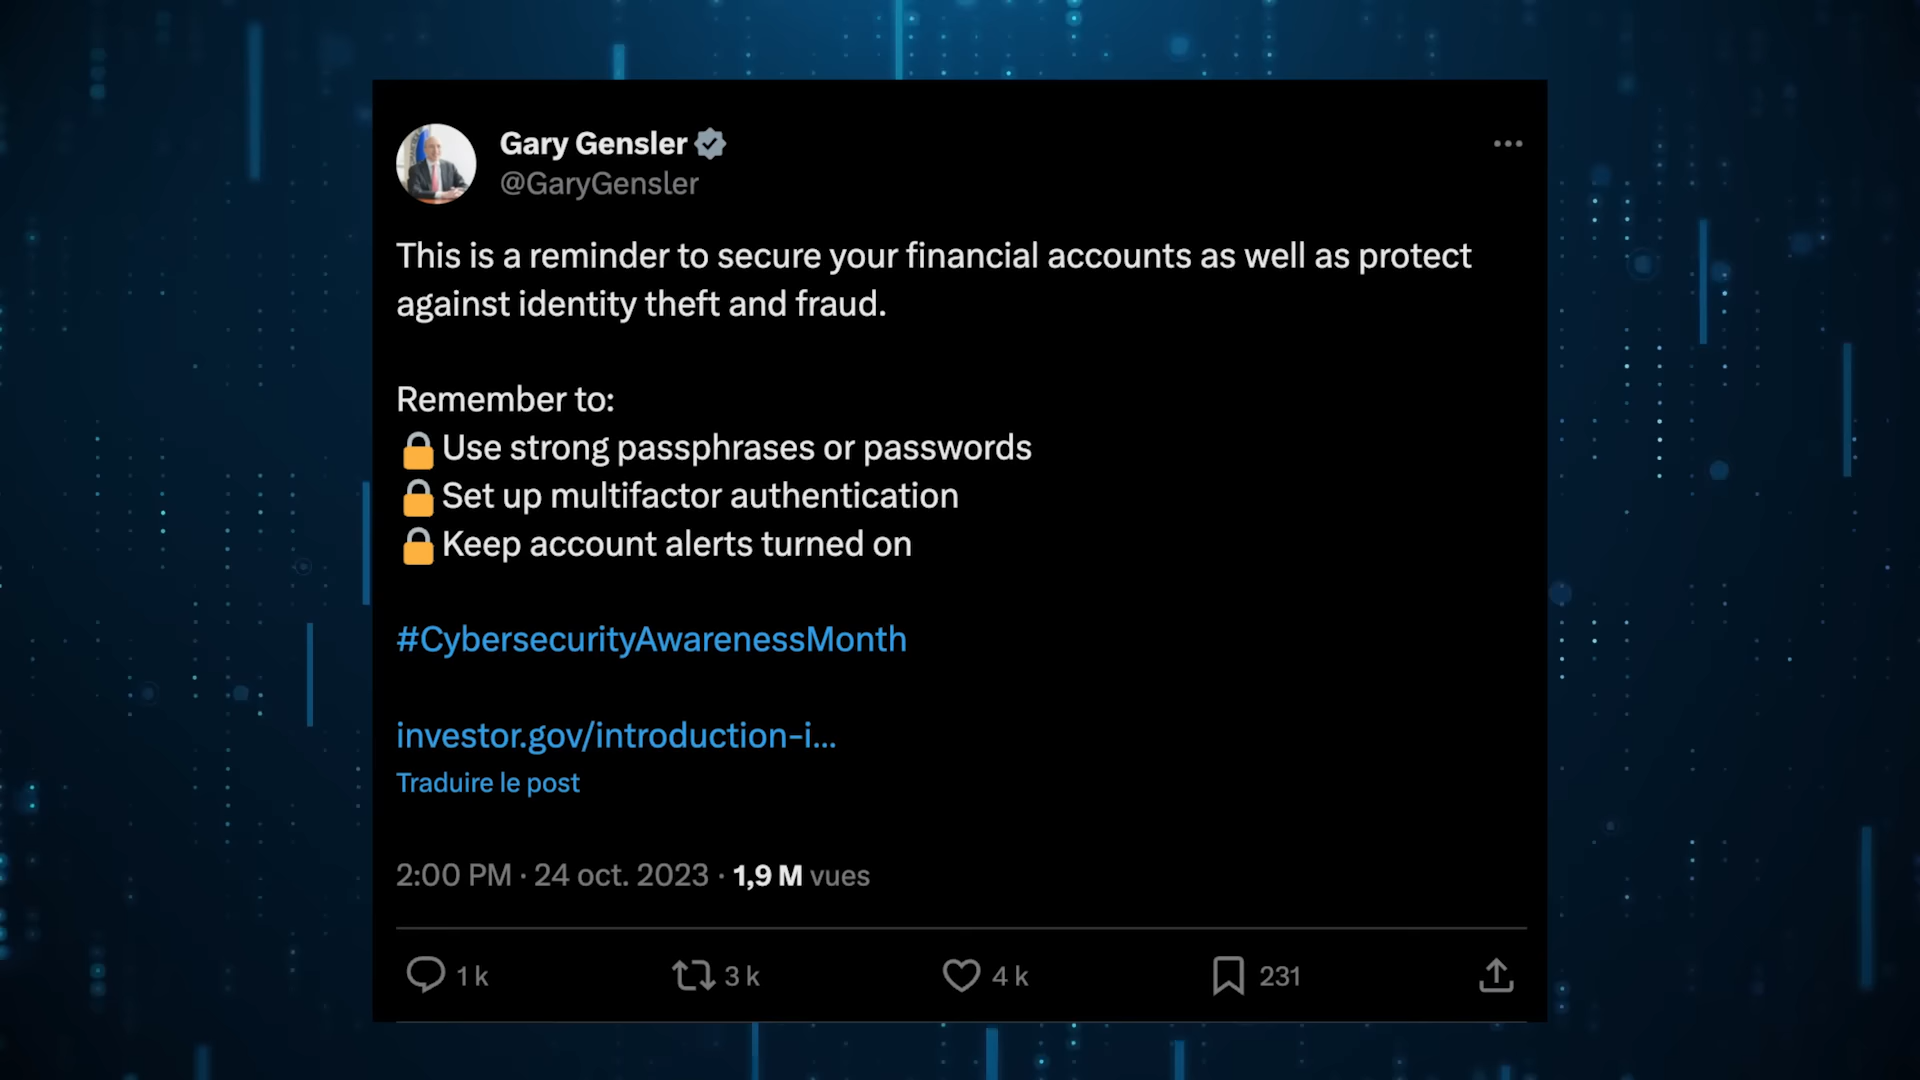 Gary Gensler
@GaryGensler
This is a reminder to secure your financial accounts as well as protect
against identity theft and fraud.
Remember to:
🔒Use strong passphrases or passwords
🔒Set up multifactor authentication
🔒Keep account alerts turned on
#CybersecurityAwarenessMonth
investor.gov/introduction-i...
Traduire le post
2:00 PM · 24 oct. 2023 · 1,9 M vues
1 k 3 k 4 k 231